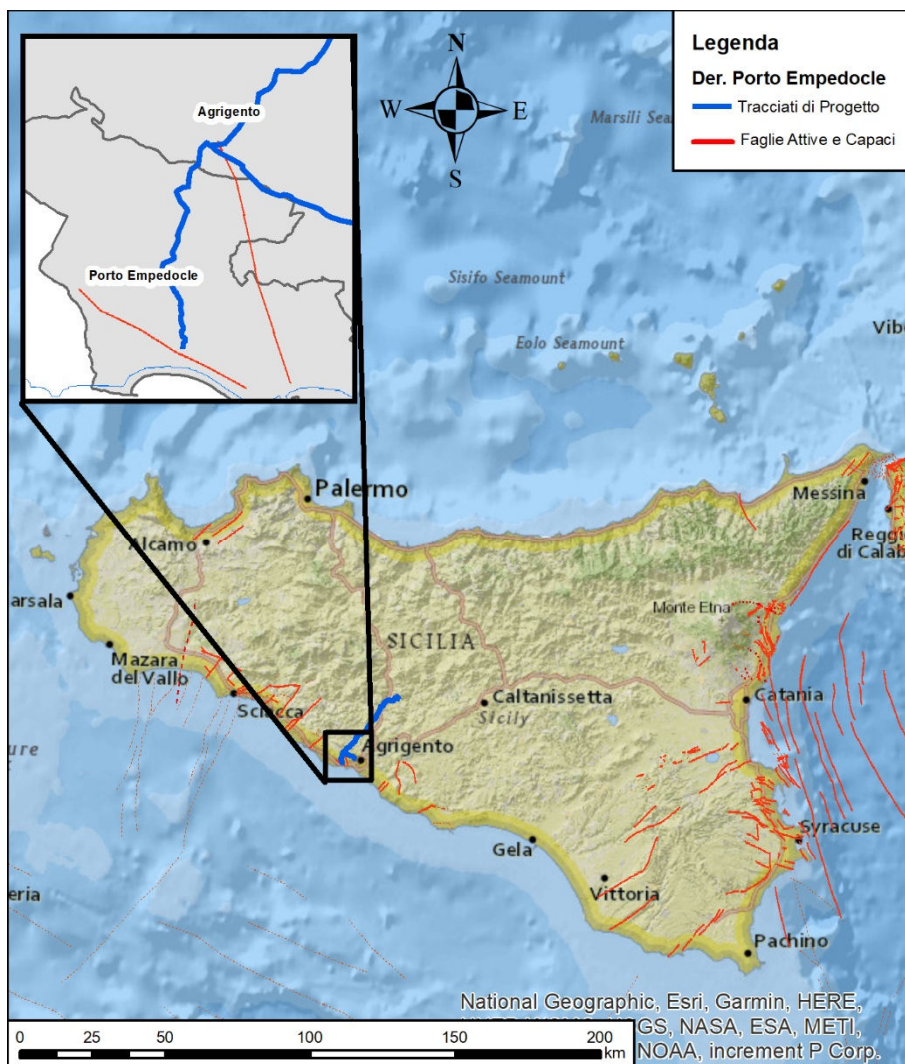 Legenda
Der. Porto Empedocle
Tracciati di Progetto
Faglie Attive e Capaci
N
W
E
S
Agrigento
Porto Empedocle
Marsili Sea
Sisifo Seamount
Eolo Seamount
Vib
Palermo
Messina
Reggio
di Calab
Alcamo
arsala
Monte Etna
SICILIA
Mazara
del Vallo
Sciacca
Caltanissetta
Sicily
Catania
Agrigento
Syracuse
Gela
Vittoria
eria
Pachino
National Geographic, Esri, Garmin, HERE,
GS, NASA, ESA, METI,
NOAA, increment P Corp.
0 25 50 100 150 200
km